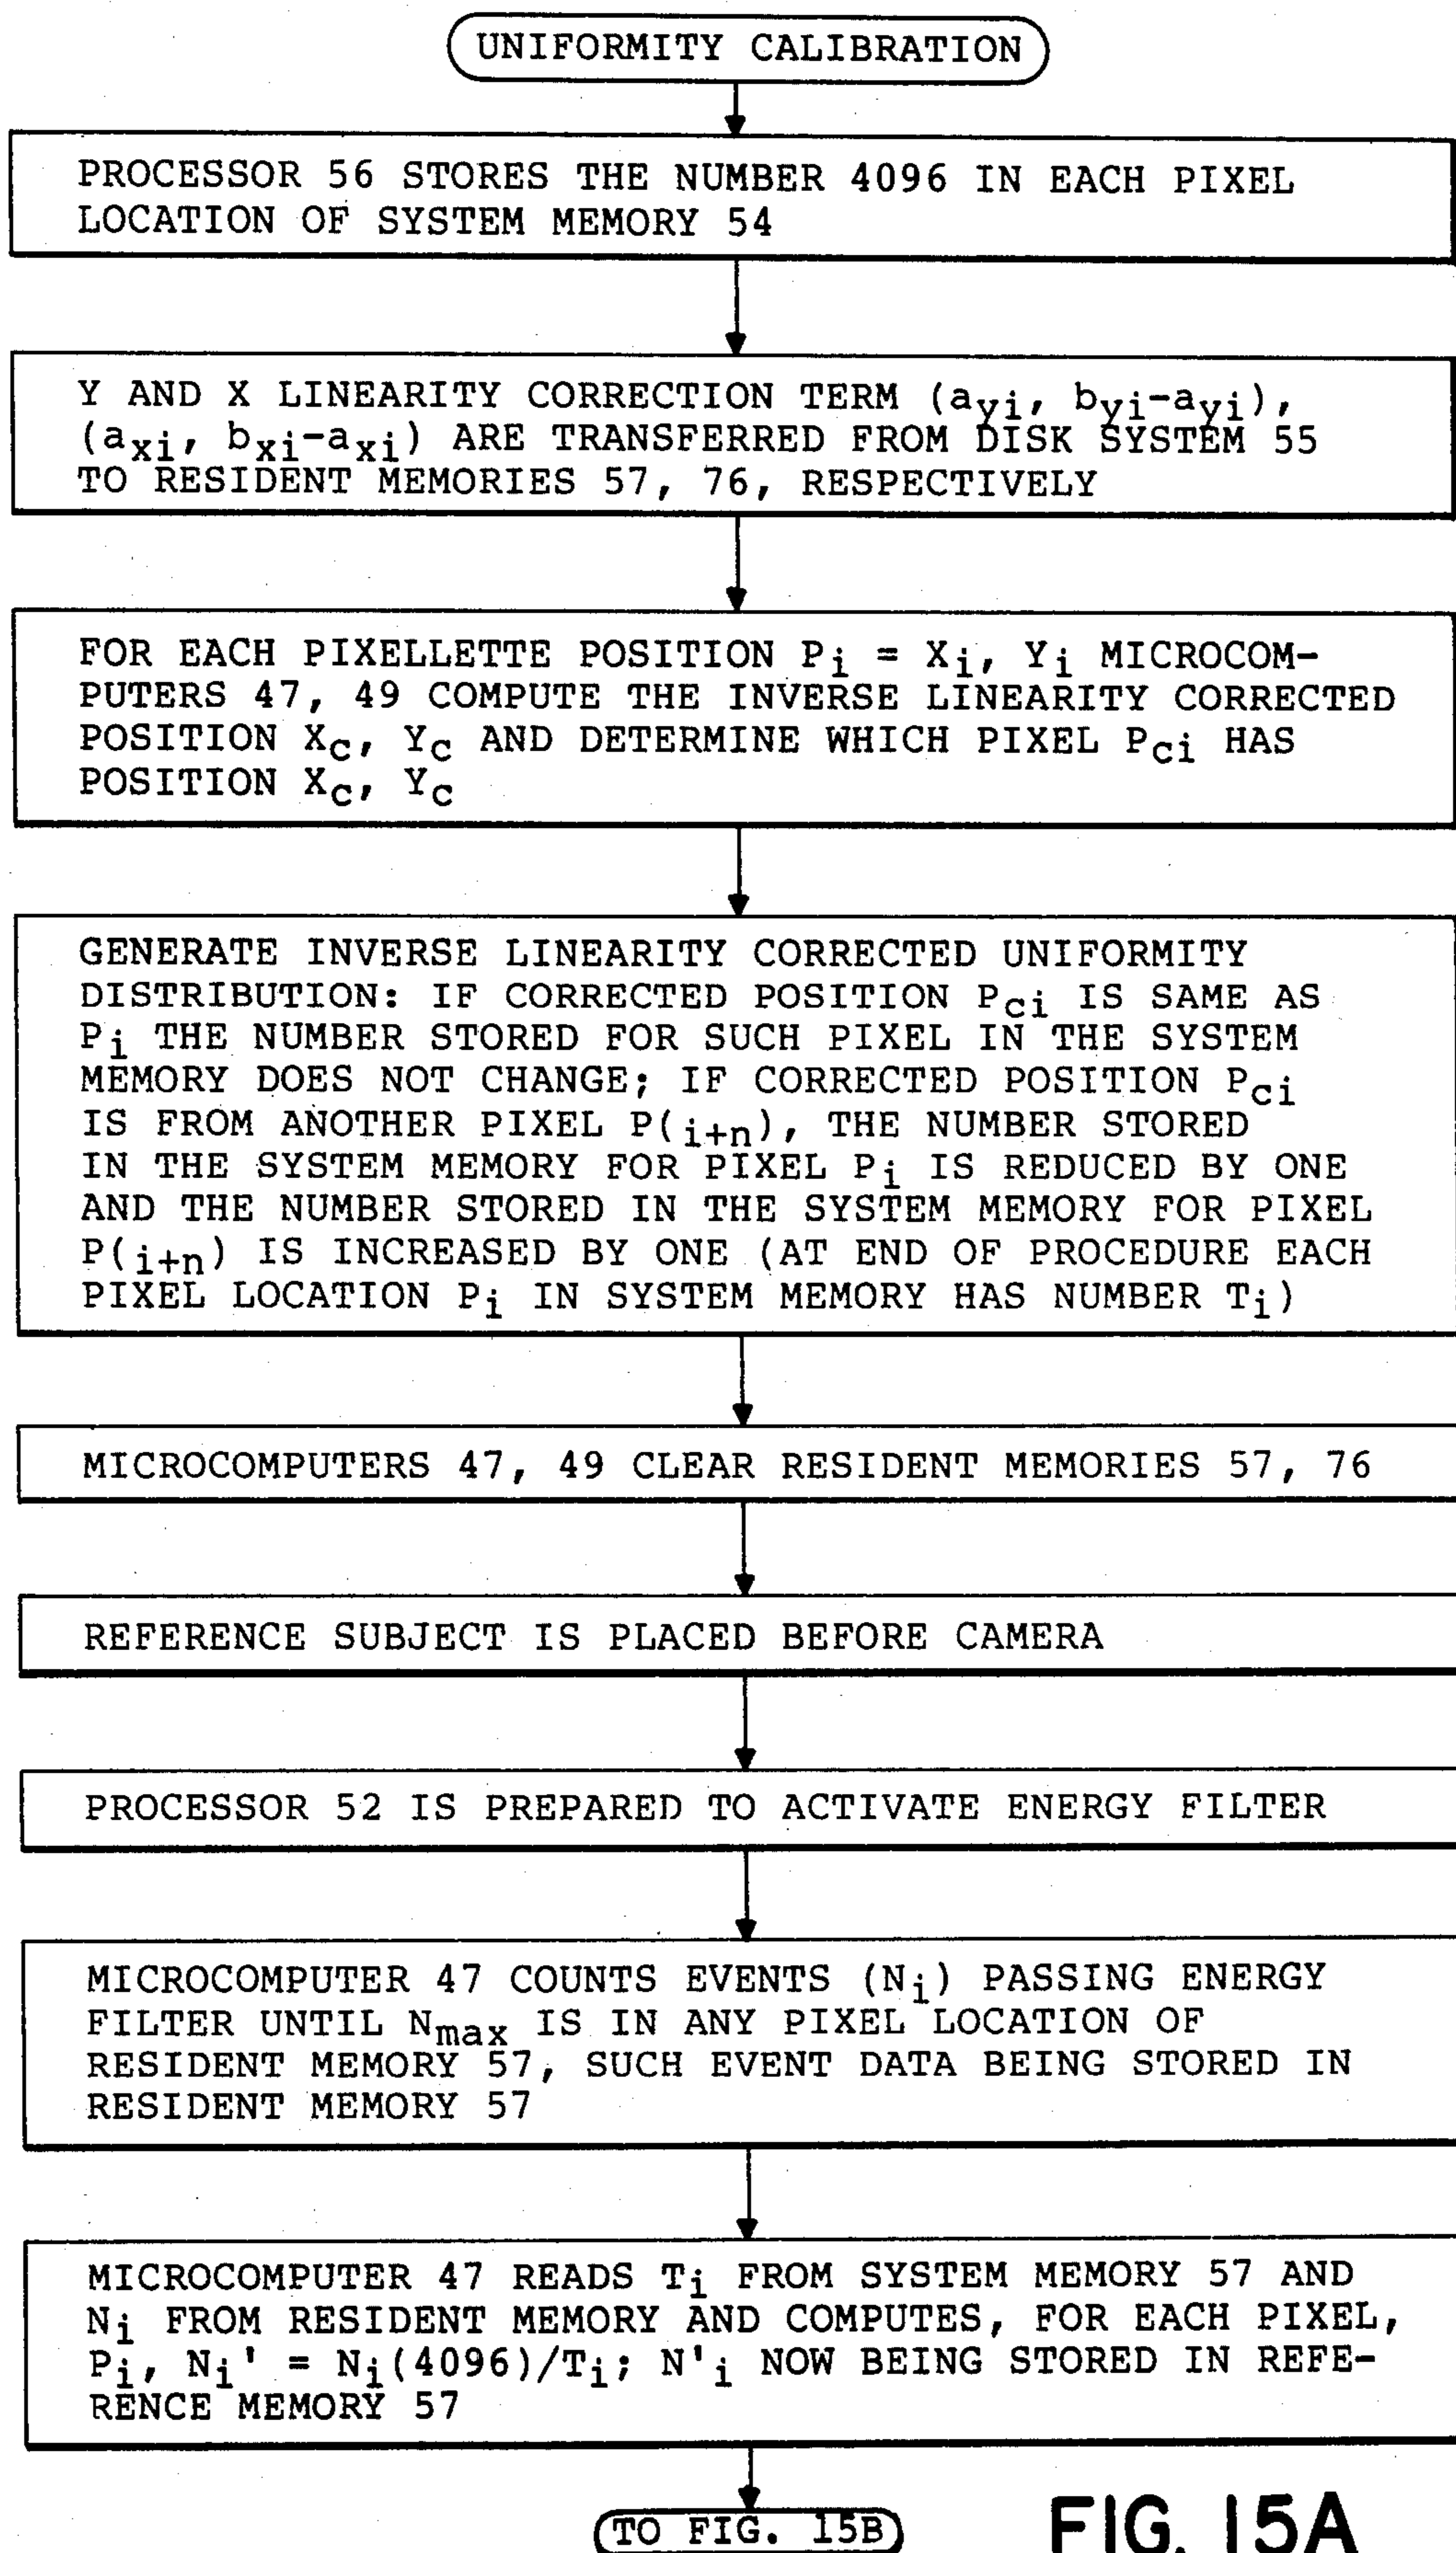 UNIFORMITY CALIBRATION
PROCESSOR 56 STORES THE NUMBER 4096 IN EACH PIXEL
LOCATION OF SYSTEM MEMORY 54
Y AND X LINEARITY CORRECTION TERM (ayi, byi-ayi),
(axi, bxi-axi) ARE TRANSFERRED FROM DISK SYSTEM 55
TO RESIDENT MEMORIES 57, 76, RESPECTIVELY
FOR EACH PIXELLETTE POSITION Pi = Xi, Yi MICROCOM-
PUTERS 47, 49 COMPUTE THE INVERSE LINEARITY CORRECTED
POSITION Xc, Yc AND DETERMINE WHICH PIXEL Pci HAS
POSITION Xc, Yc
GENERATE INVERSE LINEARITY CORRECTED UNIFORMITY
DISTRIBUTION: IF CORRECTED POSITION Pci IS SAME AS
Pi THE NUMBER STORED FOR SUCH PIXEL IN THE SYSTEM
MEMORY DOES NOT CHANGE; IF CORRECTED POSITION Pci
IS FROM ANOTHER PIXEL P(i+n), THE NUMBER STORED
IN THE SYSTEM MEMORY FOR PIXEL Pi IS REDUCED BY ONE
AND THE NUMBER STORED IN THE SYSTEM MEMORY FOR PIXEL
P(i+n) IS INCREASED BY ONE (AT END OF PROCEDURE EACH
PIXEL LOCATION Pi IN SYSTEM MEMORY HAS NUMBER Ti)
MICROCOMPUTERS 47, 49 CLEAR RESIDENT MEMORIES 57, 76
REFERENCE SUBJECT IS PLACED BEFORE CAMERA
PROCESSOR 52 IS PREPARED TO ACTIVATE ENERGY FILTER
MICROCOMPUTER 47 COUNTS EVENTS (Ni) PASSING ENERGY
FILTER UNTIL Nmax IS IN ANY PIXEL LOCATION OF
RESIDENT MEMORY 57, SUCH EVENT DATA BEING STORED IN
RESIDENT MEMORY 57
MICROCOMPUTER 47 READS Ti FROM SYSTEM MEMORY 57 AND
Ni FROM RESIDENT MEMORY AND COMPUTES, FOR EACH PIXEL,
Pi, Ni' = Ni(4096)/Ti; N'i NOW BEING STORED IN REFE-
RENCE MEMORY 57
TO FIG. 15B
FIG. 15A